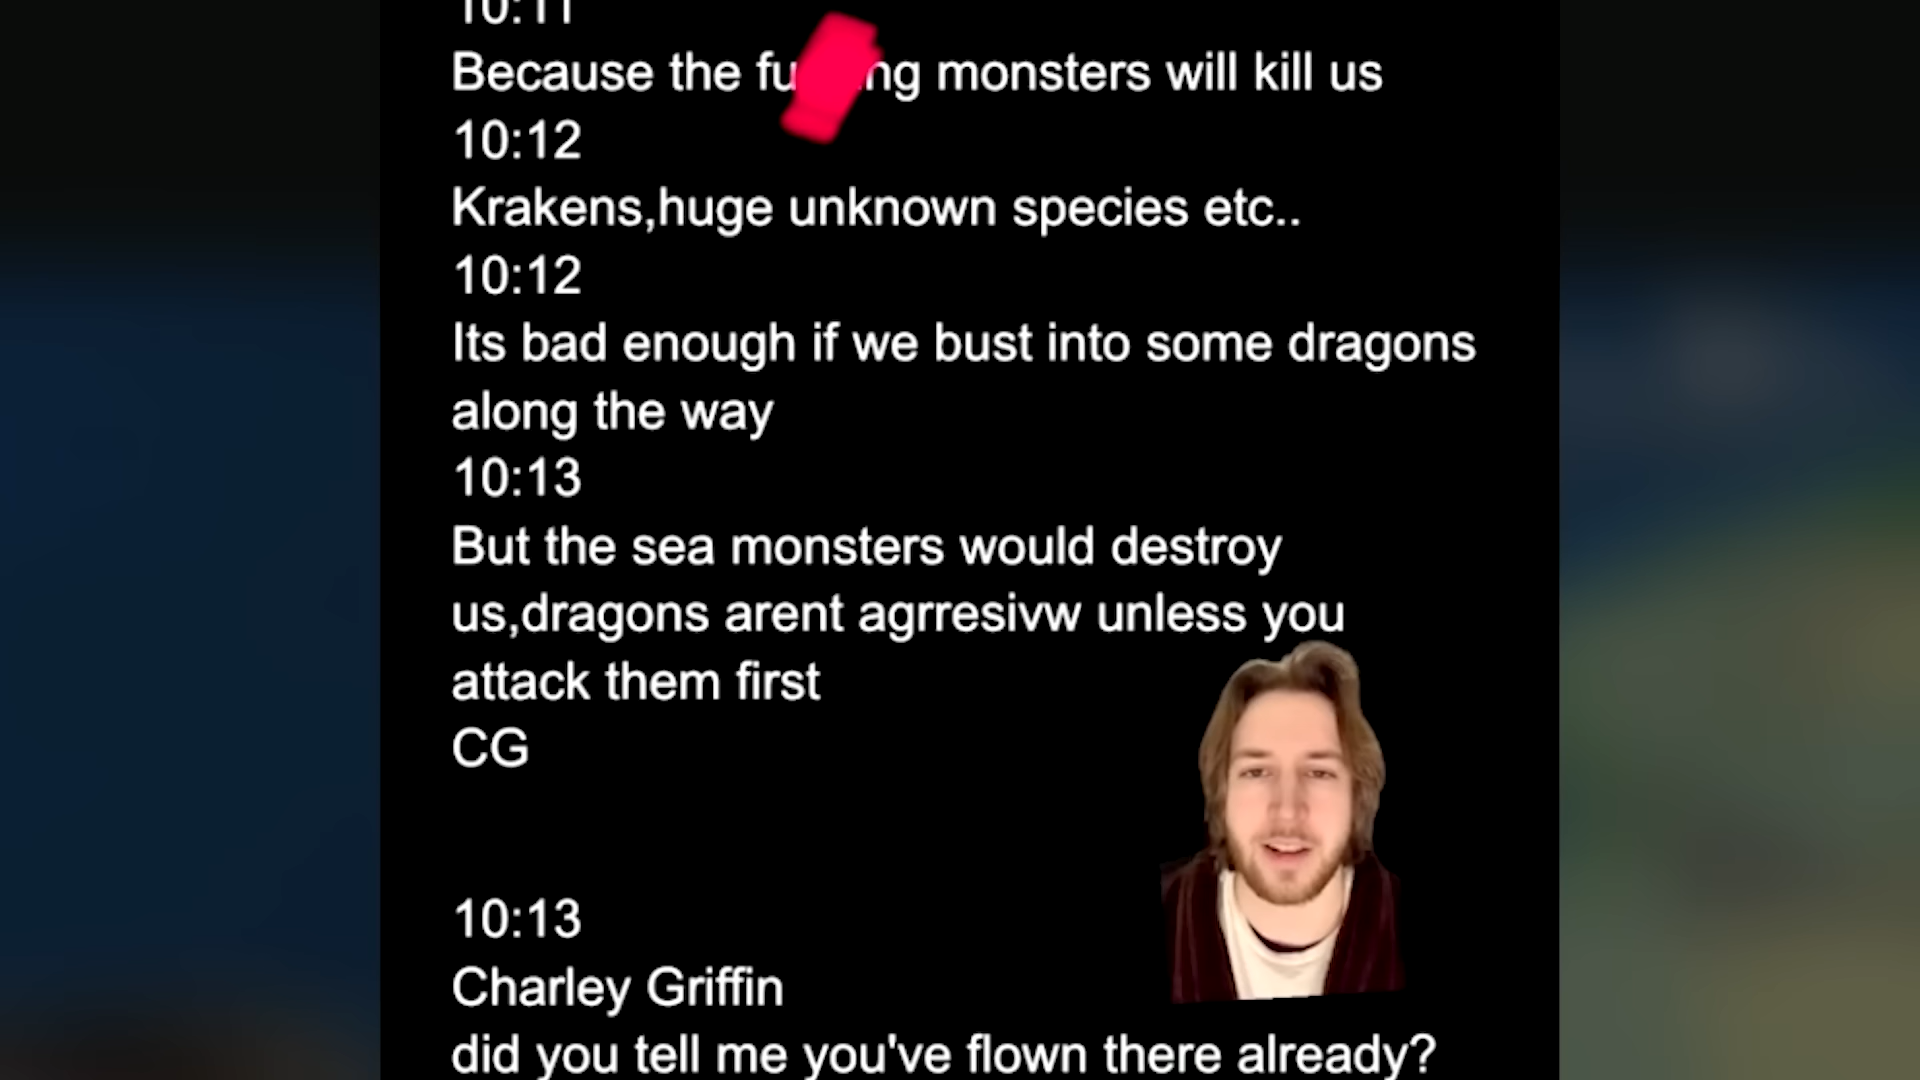 10:11
Because the fu ng monsters will kill us
10:12
Krakens,huge unknown species etc..
10:12
Its bad enough if we bust into some dragons
along the way
10:13
But the sea monsters would destroy
us,dragons arent agrresivw unless you
attack them first
CG
10:13
Charley Griffin
did you tell me you've flown there already?